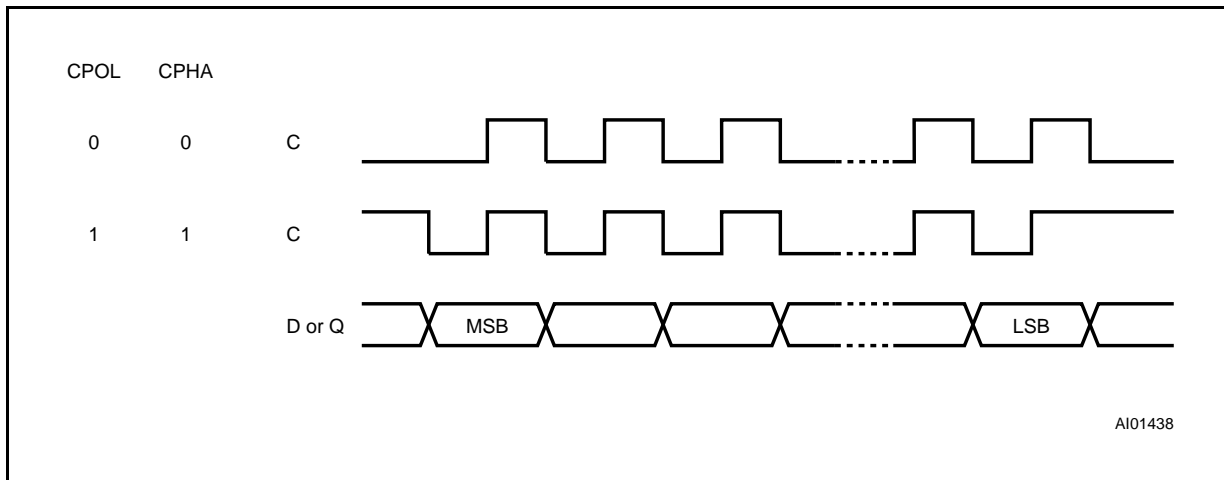 CPOL CPHA
0 0 C
1 1 C
D or Q MSB LSB
AI01438